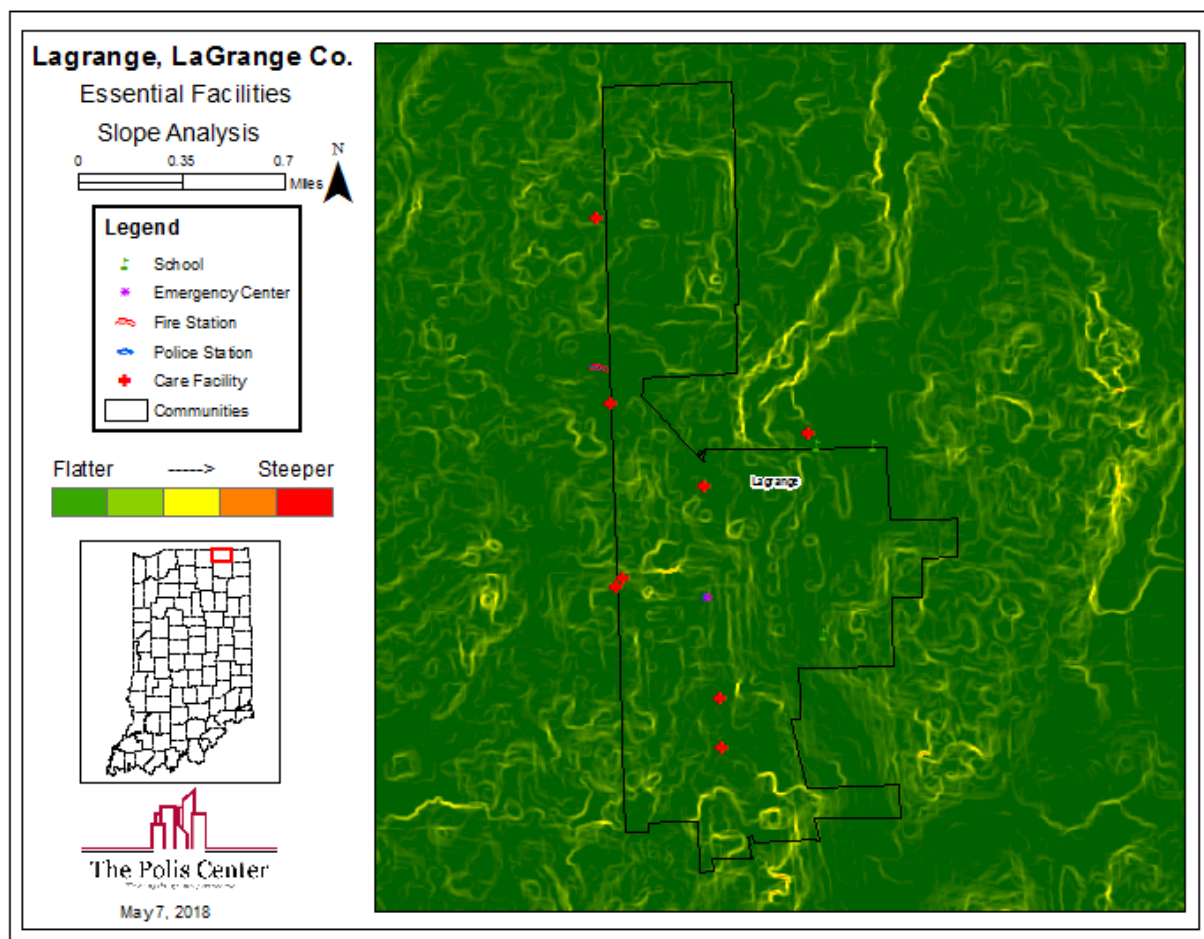 Lagrange, LaGrange Co.
Essential Facilities
Slope Analysis
0 0.35 0.7
Miles
N
Legend
School
Emergency Center
Fire Station
Police Station
Care Facility
Communities
Flatter -----> Steeper
The Polis Center
May 7, 2018
Lagrange